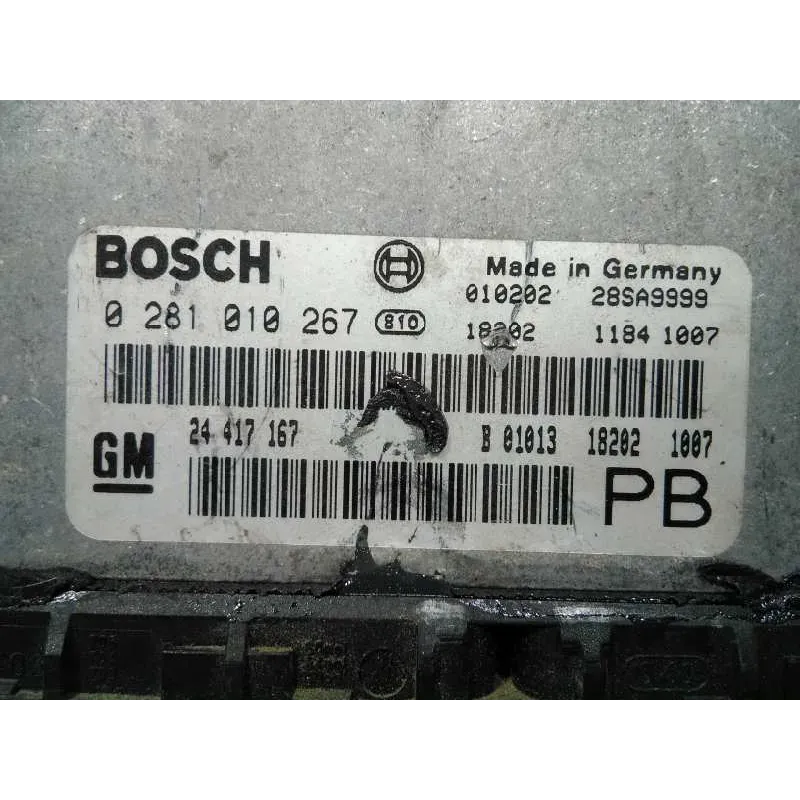 BOSCH
Made in Germany
010202 28SA9999
0 281 010 267 810
1184 1007
GM
24 417 167
B 01013 18202 1007
PB